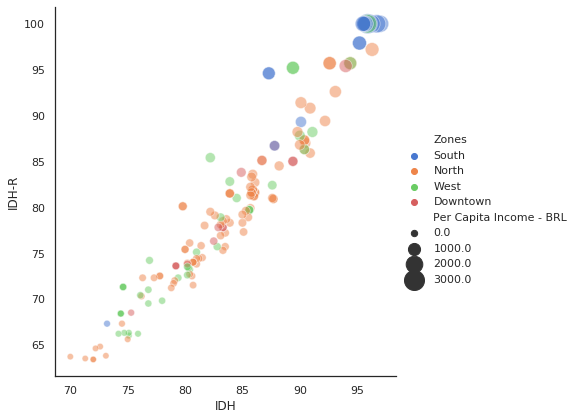 100
95
90
85
80
75
70
65
IDH-R
70
75
80
85
90
95
IDH
Zones
South
North
West
Downtown
Per Capita Income - BRL
0.0
1000.0
2000.0
3000.0